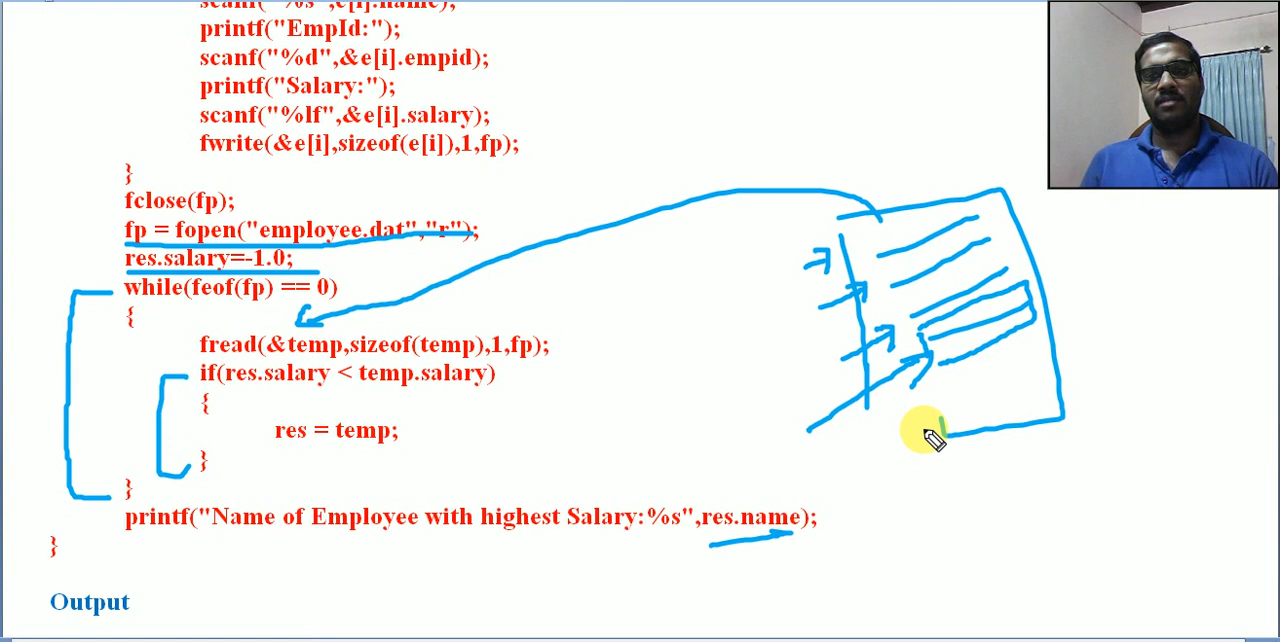 scanf("%s",e[i].name);
printf("EmpId:");
scanf("%d",&e[i].empid);
printf("Salary:");
scanf("%lf",&e[i].salary);
fwrite(&e[i],sizeof(e[i]),1,fp);
}
fclose(fp);
fp = fopen("employee.dat","r");
res.salary=-1.0;
while(feof(fp) == 0)
{
fread(&temp,sizeof(temp),1,fp);
if(res.salary < temp.salary)
{
res = temp;
}
}
printf("Name of Employee with highest Salary:%s",res.name);
}
Output